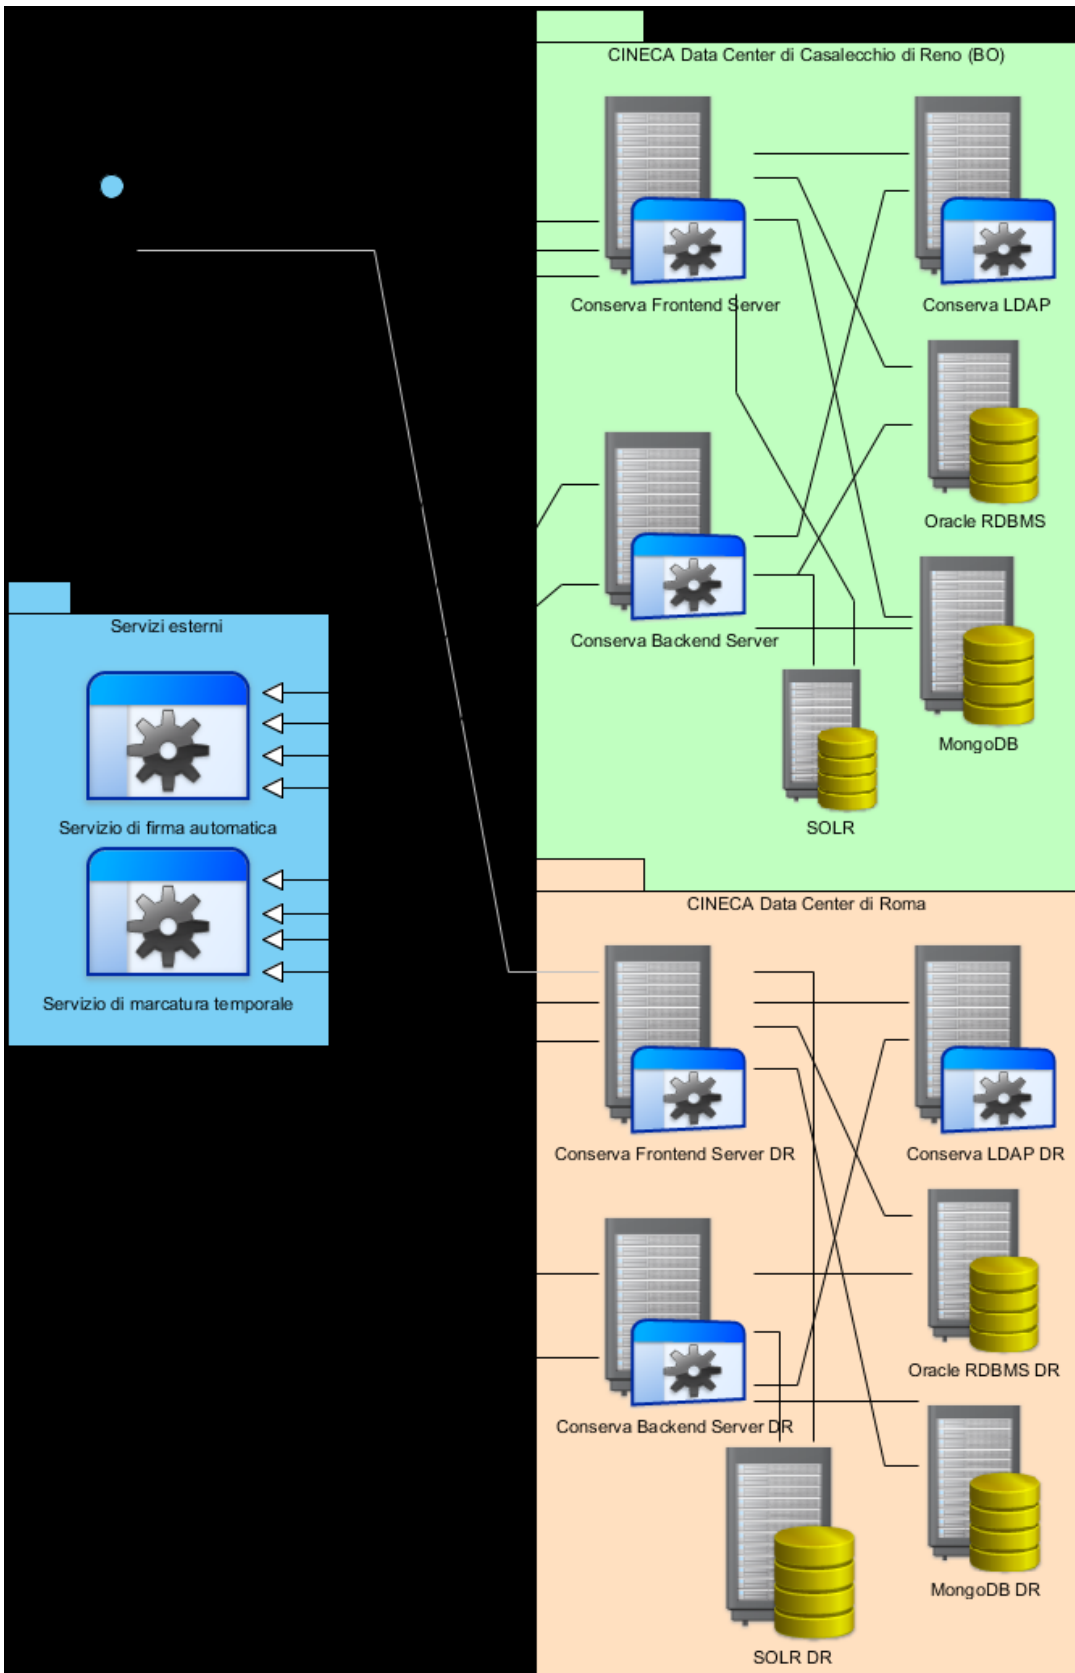 CINECA Data Center di Casalecchio di Reno (BO)
Conserva Frontend Server
Conserva LDAP
Oracle RDBMS
Conserva Backend Server
MongoDB
SOLR
Servizi esterni
Servizio di firma automatica
Servizio di marcatura temporale
CINECA Data Center di Roma
Conserva Frontend Server DR
Conserva LDAP DR
Oracle RDBMS DR
Conserva Backend Server DR
MongoDB DR
SOLR DR